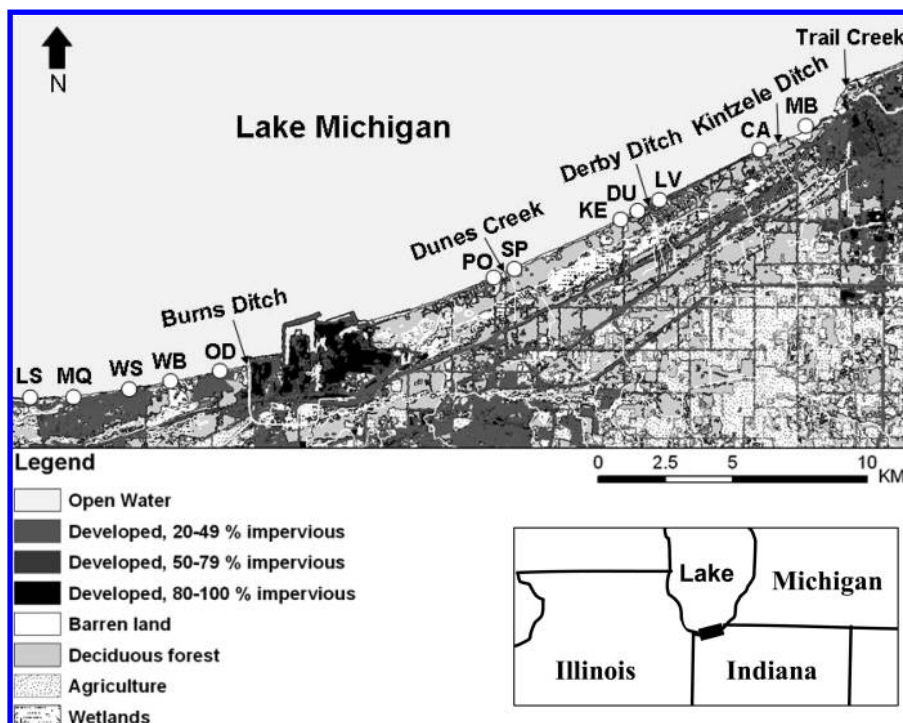 N
Lake Michigan
Trail Creek
Kintzele Ditch
MB
CA
Derby Ditch
LV
DU
KE
Dunes Creek
SP
PO
Burns Ditch
OD
WB
WS
MQ
LS
Legend
Open Water
Developed, 20-49 % impervious
Developed, 50-79 % impervious
Developed, 80-100 % impervious
Barren land
Deciduous forest
Agriculture
Wetlands
0 2.5 5 10
KM
Lake
Michigan
Illinois
Indiana